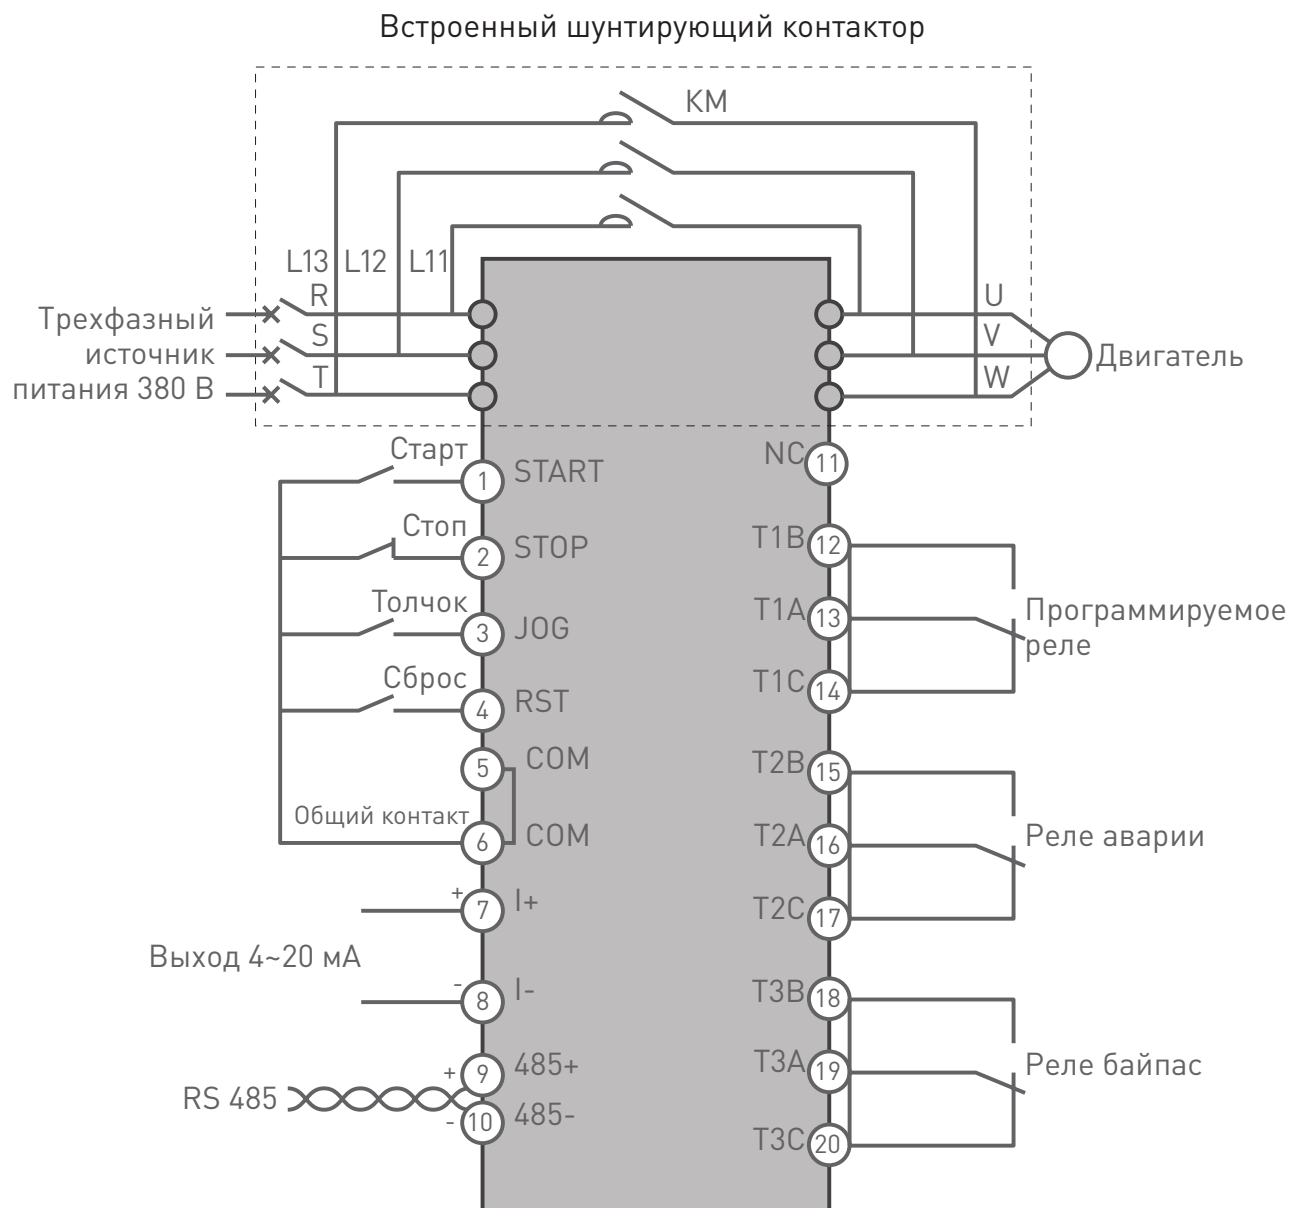 Встроенный шунтирующий контактор
KM
L13 L12 L11
R
S
T
Трехфазный
источник
питания 380 В
U
V
W
Двигатель
Старт
1 START
Стоп
2 STOP
Толчок
3 JOG
Сброс
4 RST
5 COM
Общий контакт
6 COM
+ 7 I+
Выход 4~20 мА
- 8 I-
+ 9 485+
RS 485
- 10 485-
NC 11
T1B 12
T1A 13
T1C 14
Программируемое
реле
T2B 15
T2A 16
T2C 17
Реле аварии
T3B 18
T3A 19
T3C 20
Реле байпас